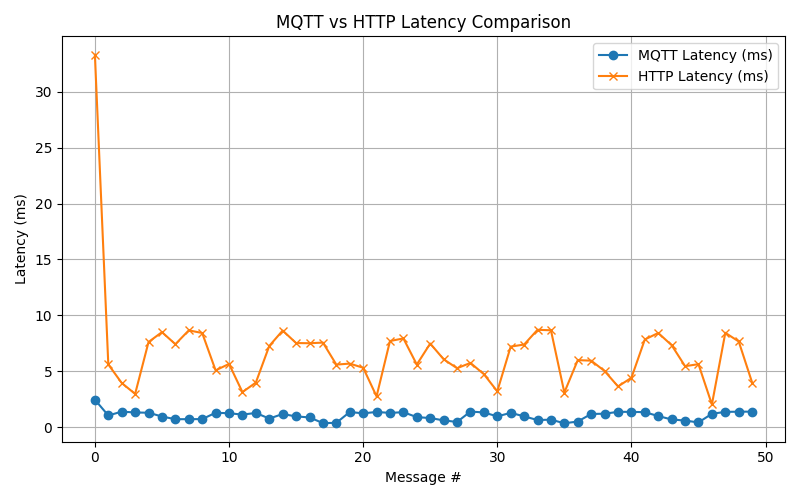 MQTT vs HTTP Latency Comparison
MQTT Latency (ms)
HTTP Latency (ms)
Latency (ms)
30
25
20
15
10
5
0
0 10 20 30 40 50
Message #